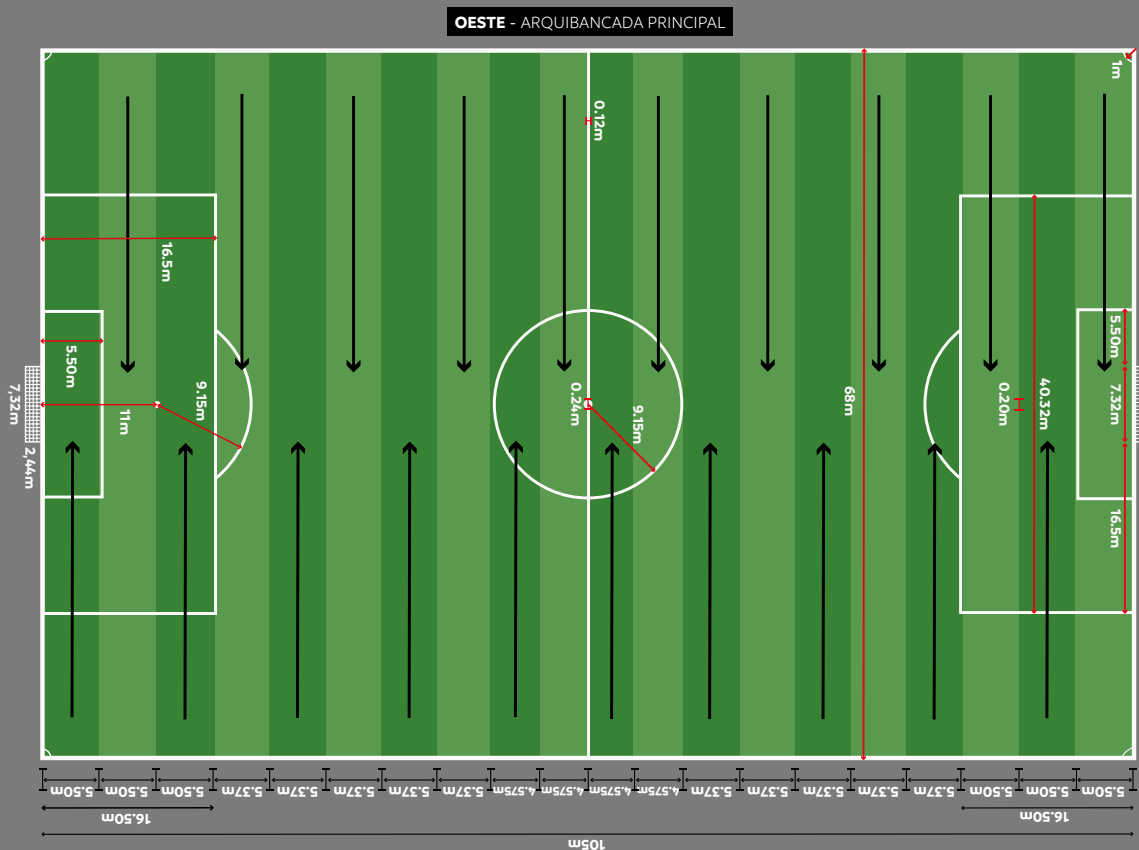 OESTE - ARQUIBANCADA PRINCIPAL
1m
0.12m
16.5m
5.50m
9.15m
11m
7,32m
2,44m
0.24m
9.15m
68m
0.20m
40.32m
5.50m
7.32m
16.5m
5.50m 5.50m 5.50m 5.37m 5.37m 5.37m 5.37m 5.37m 4.575m 4.575m 4.575m 4.575m 5.37m 5.37m 5.37m 5.37m 5.37m 5.50m 5.50m 5.50m
16.50m 16.50m
105m